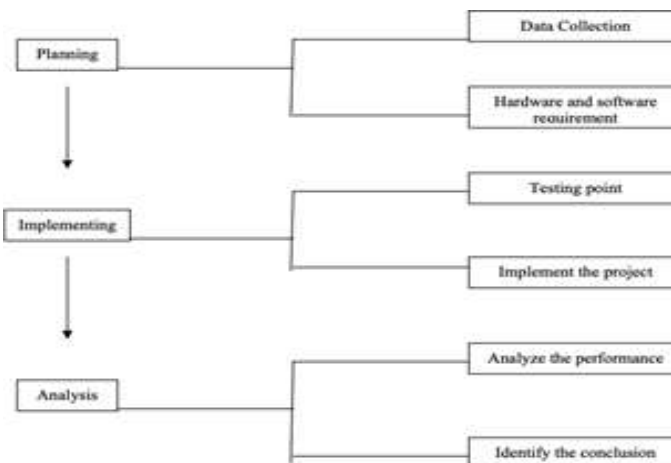 Data Collection
Planning
Hardware and software
requirement
Testing point
Implementing
Implement the project
Analyze the performance
Analysis
Identify the conclusion